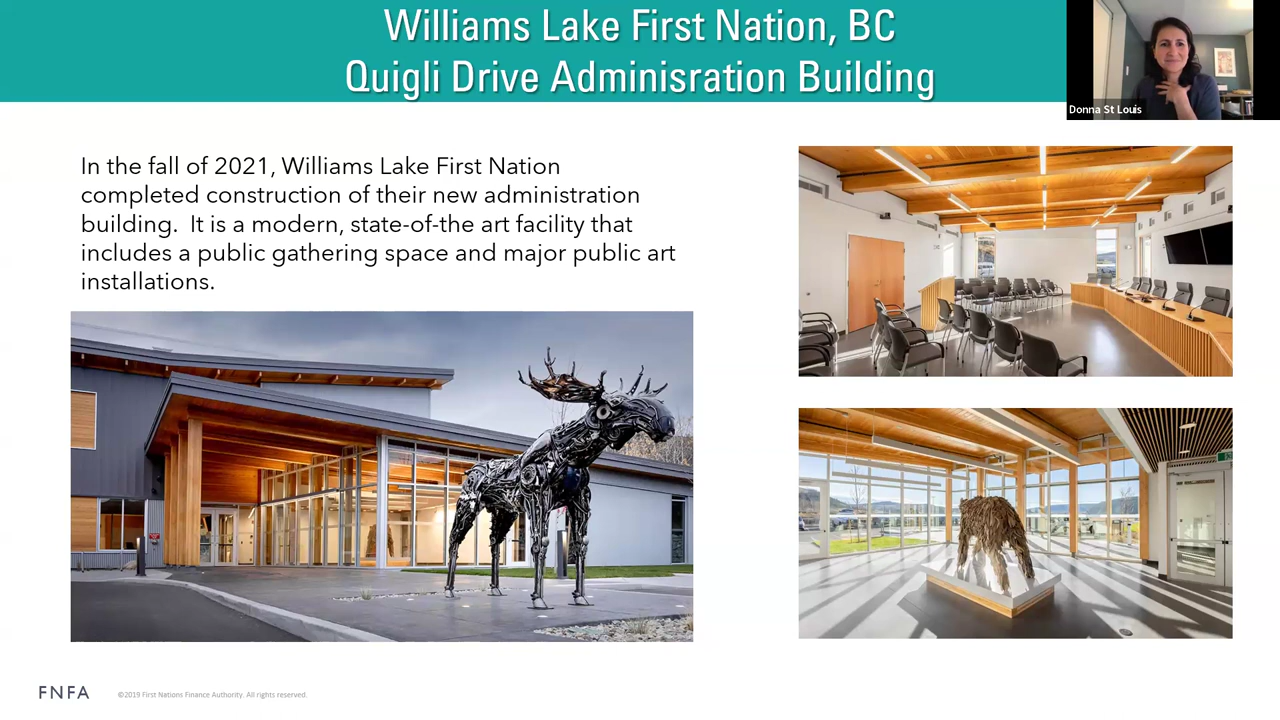 Williams Lake First Nation, BC
Quigli Drive Adminisration Building
Donna St Louis
In the fall of 2021, Williams Lake First Nation
completed construction of their new administration
building.  It is a modern, state-of-the art facility that
includes a public gathering space and major public art
installations.
FNFA
©2019 First Nations Finance Authority. All rights reserved.